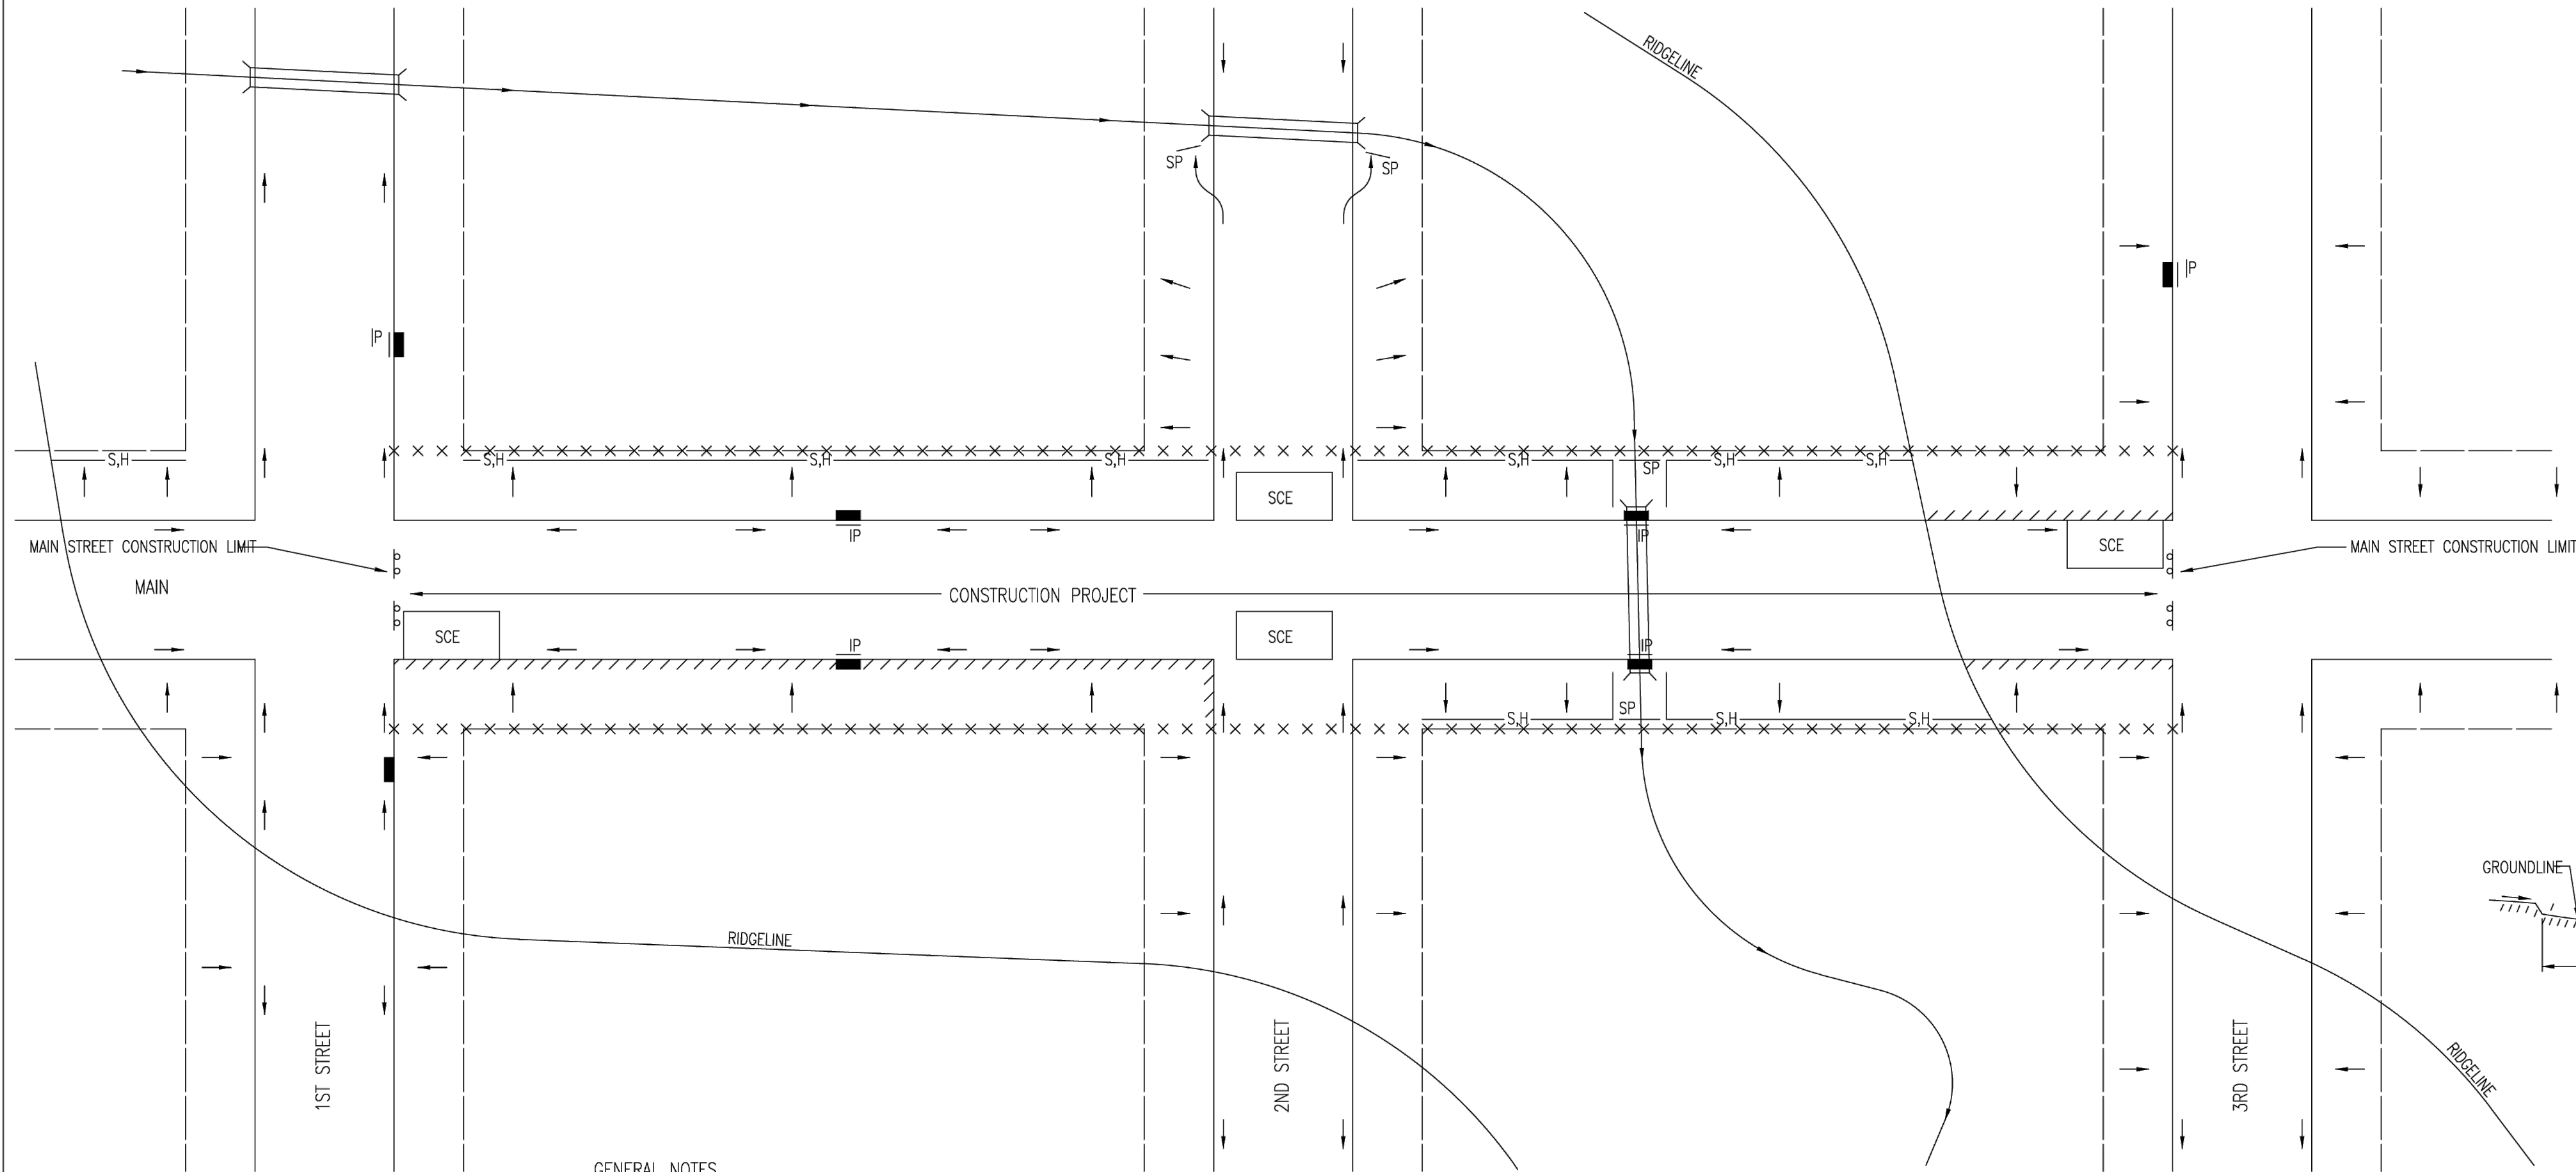 RIDGELINE
SP
SP
IP
IP
S,H
S,H
S,H
S,H
S,H
SP
S,H
S,H
SCE
IP
IP
SCE
MAIN STREET CONSTRUCTION LIMIT
MAIN STREET CONSTRUCTION LIMIT
MAIN
CONSTRUCTION PROJECT
SCE
SCE
IP
IP
SP
S,H
S,H
S,H
GROUNDLINE
RIDGELINE
1ST STREET
2ND STREET
3RD STREET
RIDGELINE
GENERAL NOTES